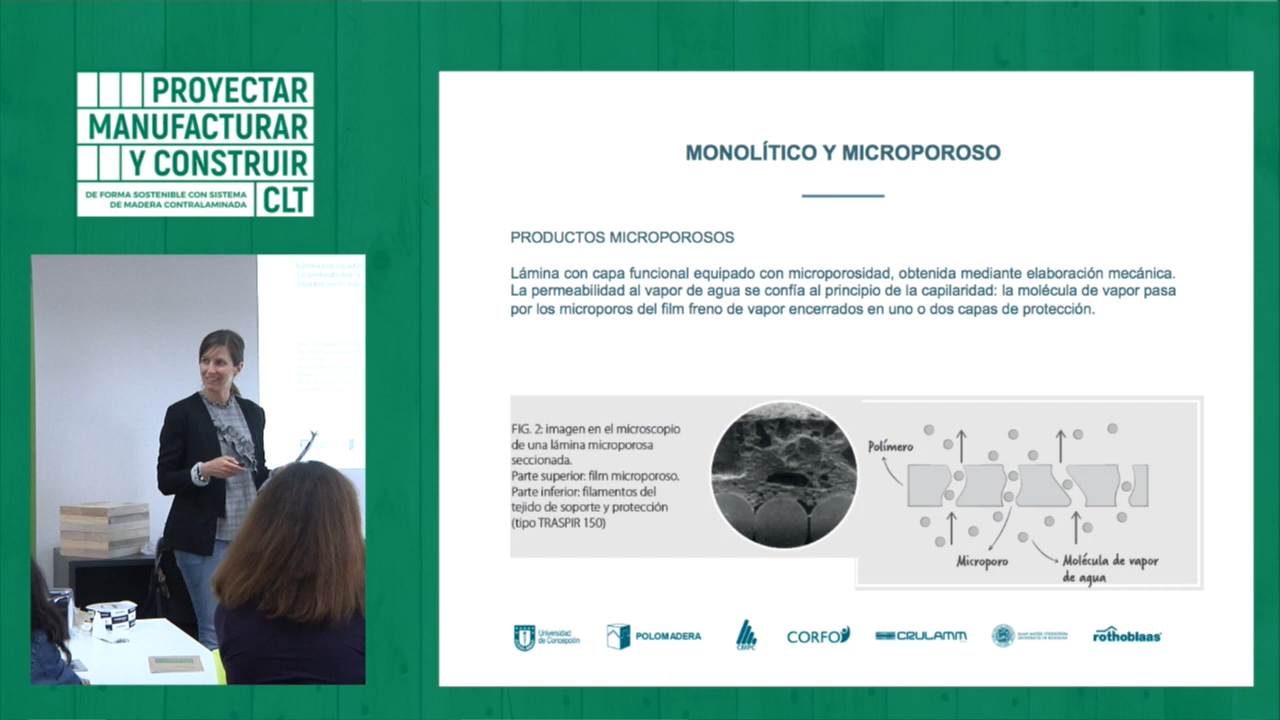 PROYECTAR
MANUFACTURAR
Y CONSTRUIR
DE FORMA SOSTENIBLE CON SISTEMA
DE MADERA CONTRALAMINADA
CLT
MONOLÍTICO Y MICROPOROSO
PRODUCTOS MICROPOROSOS
Lámina con capa funcional equipado con microporosidad, obtenida mediante elaboración mecánica.
La permeabilidad al vapor de agua se confía al principio de la capilaridad: la molécula de vapor pasa
por los microporos del film freno de vapor encerrados en uno o dos capas de protección.
FIG. 2: imagen en el microscopio
de una lámina microporosa
seccionada.
Parte superior: film microporoso.
Parte inferior: filamentos del
tejido de soporte y protección
(tipo TRASPIR 150)
Polímero
Microporo
Molécula de vapor
de agua
Universidad
de Concepción
POLOMADERA
CMPC
CORFO
CRULAMM
rothoblaas